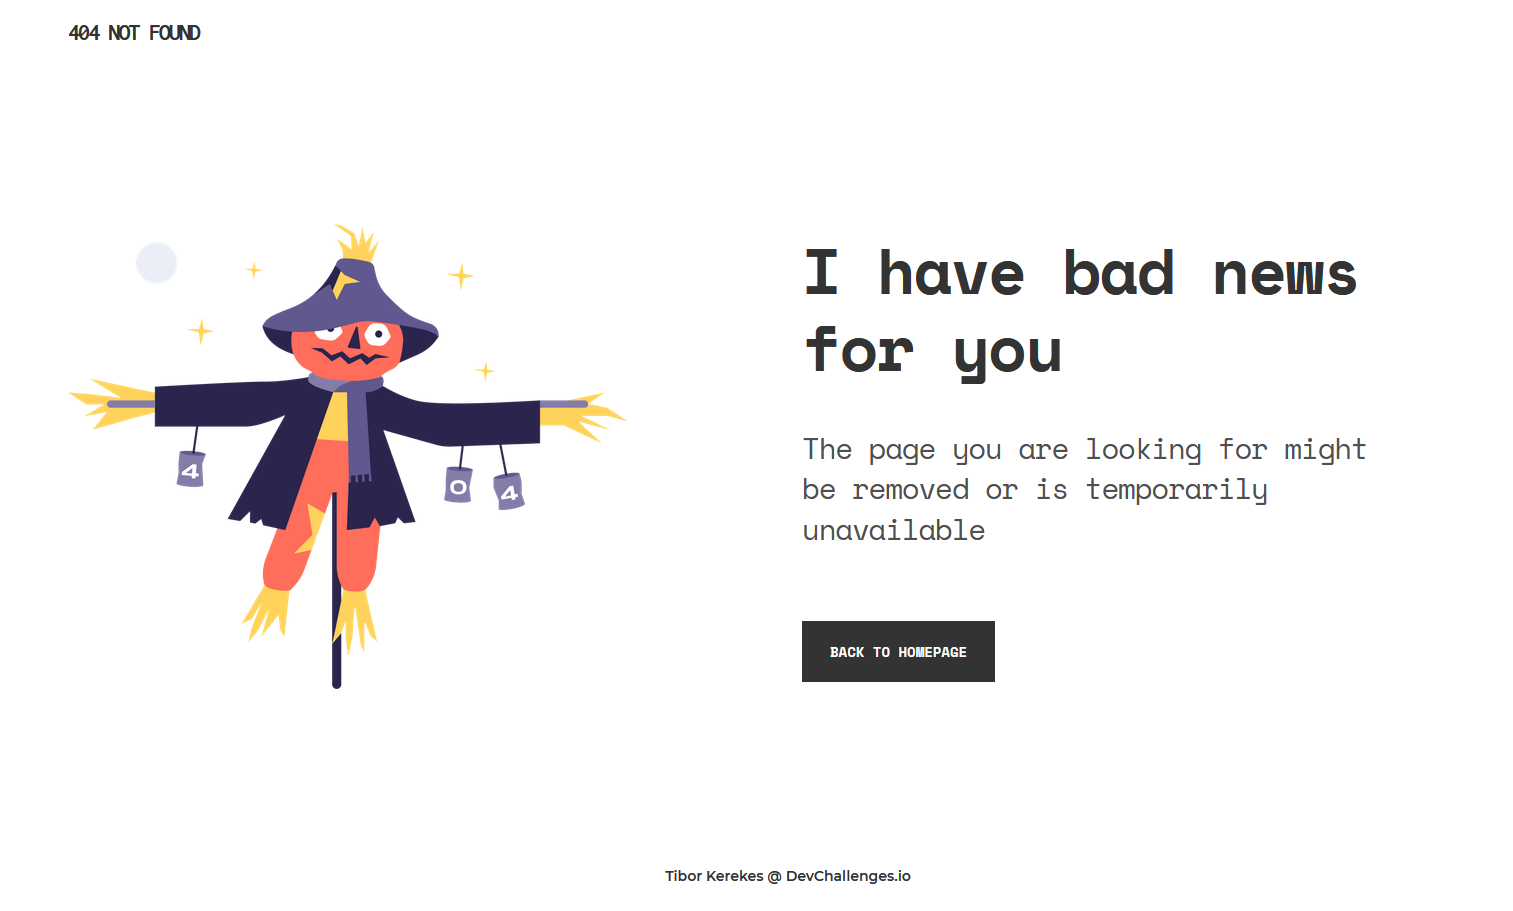 404 NOT FOUND
I have bad news
for you
4
0
4
The page you are looking for might
be removed or is temporarily
unavailable
BACK TO HOMEPAGE
Tibor Kerekes @ DevChallenges.io